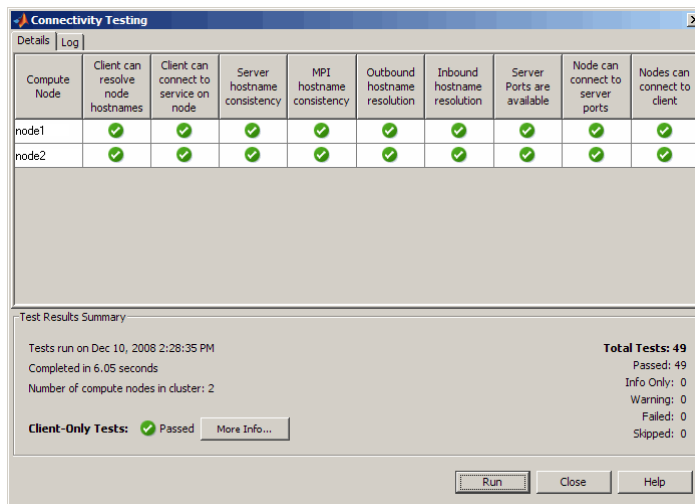 Connectivity Testing
Details Log
Compute Node
Client can resolve node hostnames
Client can connect to service on node
Server hostname consistency
MPI hostname consistency
Outbound hostname resolution
Inbound hostname resolution
Server Ports are available
Node can connect to server ports
Nodes can connect to client
node1
node2
Test Results Summary
Tests run on Dec 10, 2008 2:28:35 PM
Completed in 6.05 seconds
Number of compute nodes in cluster: 2
Client-Only Tests: Passed More Info...
Total Tests: 49
Passed: 49
Info Only: 0
Warning: 0
Failed: 0
Skipped: 0
Run Close Help